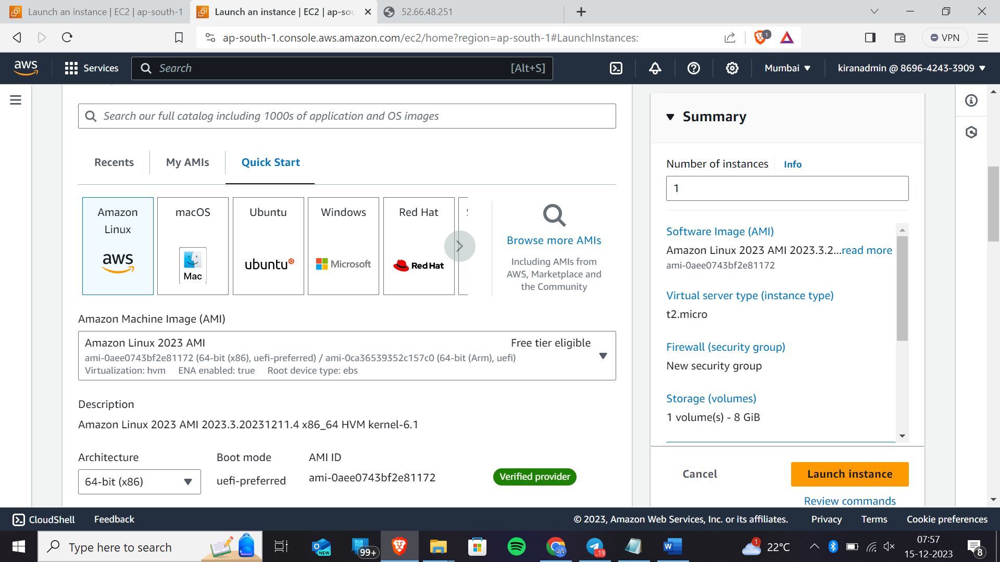 Launch an instance | EC2 | ap-south-1
Launch an instance | EC2 | ap-sou
52.66.48.251
ap-south-1.console.aws.amazon.com/ec2/home?region=ap-south-1#LaunchInstances:
1
VPN
aws
Services
Search
[Alt+S]
Mumbai
kiranadmin @ 8696-4243-3909
Search our full catalog including 1000s of application and OS images
Recents
My AMIs
Quick Start
Amazon Linux
aws
macOS
Mac
Ubuntu
ubuntu
Windows
Microsoft
Red Hat
Red Hat
Browse more AMIs
Including AMIs from
AWS, Marketplace and
the Community
Amazon Machine Image (AMI)
Amazon Linux 2023 AMI
Free tier eligible
ami-0aee0743bf2e81172 (64-bit (x86), uefi-preferred) / ami-0ca36539352c157c0 (64-bit (Arm), uefi)
Virtualization: hvm ENA enabled: true Root device type: ebs
Description
Amazon Linux 2023 AMI 2023.3.20231211.4 x86_64 HVM kernel-6.1
Architecture
64-bit (x86)
Boot mode
uefi-preferred
AMI ID
ami-0aee0743bf2e81172
Verified provider
Summary
Number of instances
Info
1
Software Image (AMI)
Amazon Linux 2023 AMI 2023.3.2...read more
ami-0aee0743bf2e81172
Virtual server type (instance type)
t2.micro
Firewall (security group)
New security group
Storage (volumes)
1 volume(s) - 8 GiB
Cancel
Launch instance
Review commands
CloudShell
Feedback
© 2023, Amazon Web Services, Inc. or its affiliates.
Privacy
Terms
Cookie preferences
Type here to search
NEW
99+
..19
W
1
22°C
07:57
15-12-2023
8